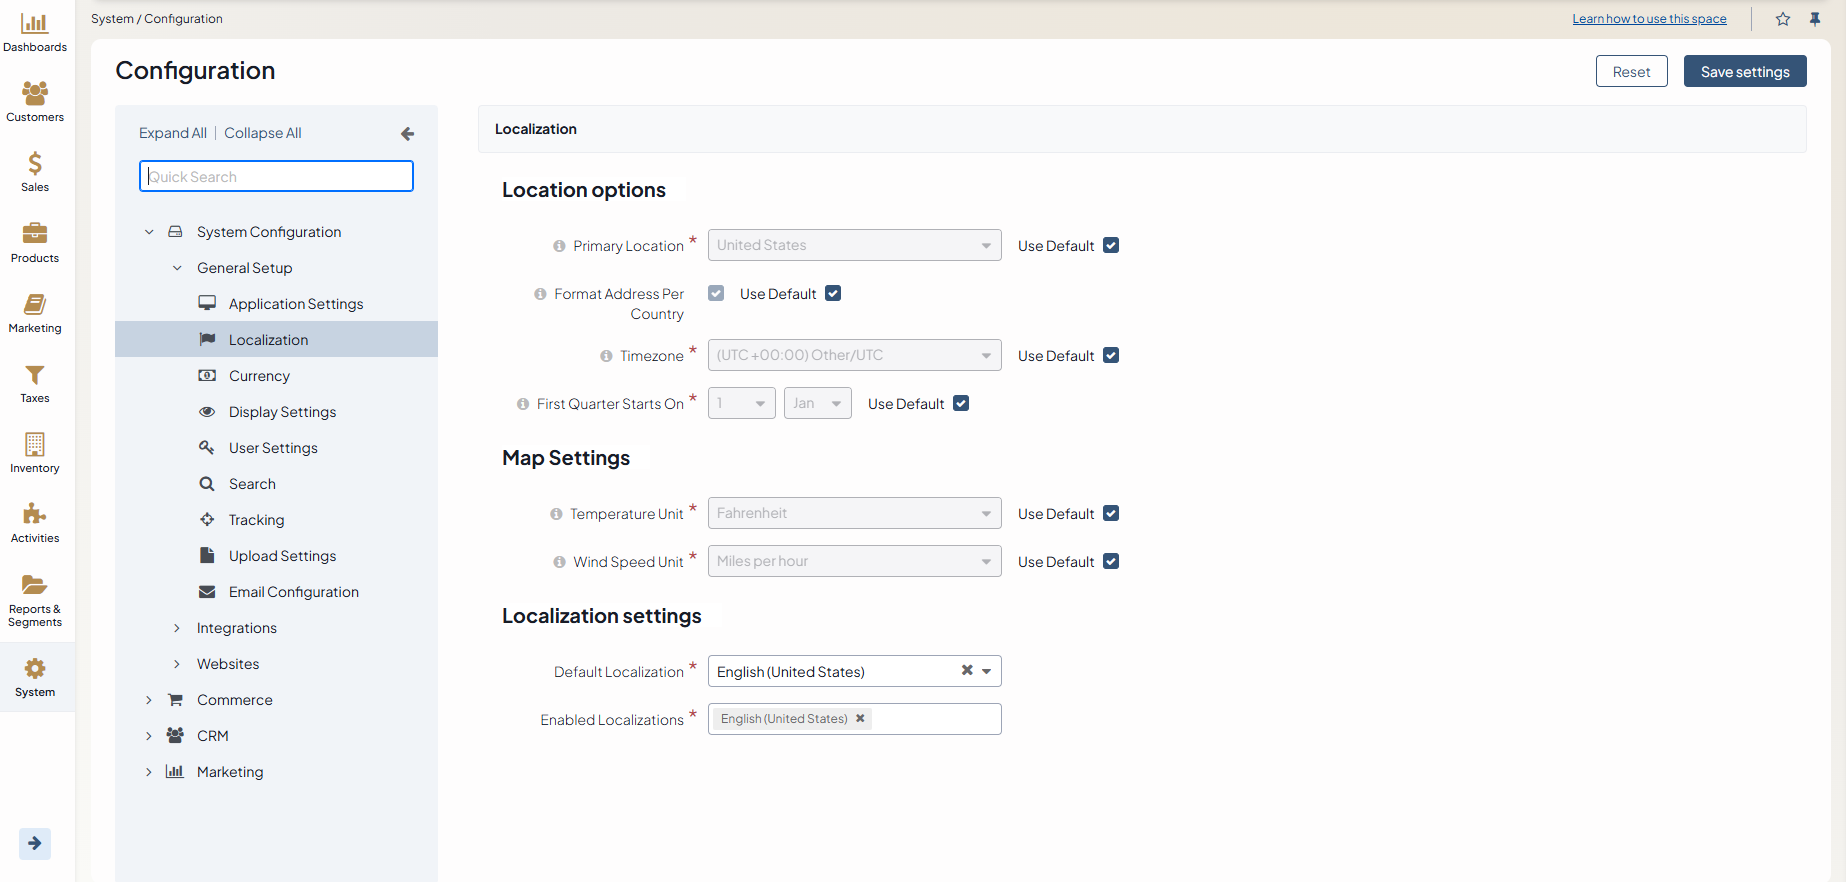 System / Configuration
Learn how to use this space
Dashboards
Customers
Sales
Products
Marketing
Taxes
Inventory
Activities
Reports &
Segments
System
Configuration
Reset
Save settings
Expand All | Collapse All
Quick Search
System Configuration
General Setup
Application Settings
Localization
Currency
Display Settings
User Settings
Search
Tracking
Upload Settings
Email Configuration
Integrations
Websites
Commerce
CRM
Marketing
Localization
Location options
Primary Location * United States Use Default
Format Address Per
Country
Use Default
Timezone * (UTC +00:00) Other/UTC Use Default
First Quarter Starts On * 1 Jan Use Default
Map Settings
Temperature Unit * Fahrenheit Use Default
Wind Speed Unit * Miles per hour Use Default
Localization settings
Default Localization * English (United States)
Enabled Localizations * English (United States)